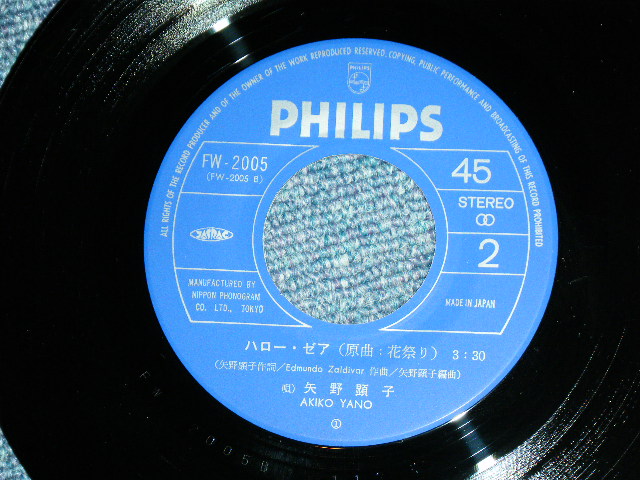 ALL RIGHTS OF THE RECORD PRODUCER AND OF THE OWNER OF THE WORK REPRODUCED RESERVED. COPYING, PUBLIC PERFORMANCE AND BROADCASTING OF THIS RECORD PROHIBITED
PHILIPS
FW-2005
(FW-2005 B)
45
STEREO
2
MANUFACTURED BY
NIPPON PHONOGRAM
CO. LTD., TOKYO
MADE IN JAPAN
ハロー・ゼア (原曲:花祭り) 3:30
(矢野顕子作詞/Edmundo Zaldivar 作曲/矢野顕子編曲)
唄) 矢野顕子
AKIKO YANO
①